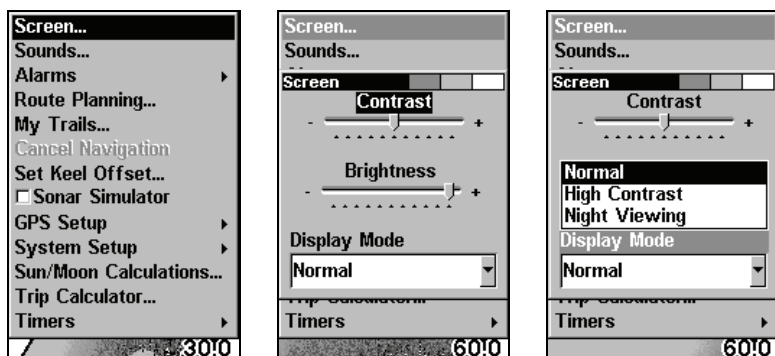 Screen...
Sounds...
Alarms
Route Planning...
My Trails...
Cancel Navigation
Set Keel Offset...
Sonar Simulator
GPS Setup
System Setup
Sun/Moon Calculations...
Trip Calculator...
Timers
30.0
Screen...
Sounds...
Screen
Contrast
- +
Brightness
- +
Display Mode
Normal
Timers
60.0
Screen...
Sounds...
Screen
Contrast
- +
Normal
High Contrast
Night Viewing
Display Mode
Normal
Timers
60.0